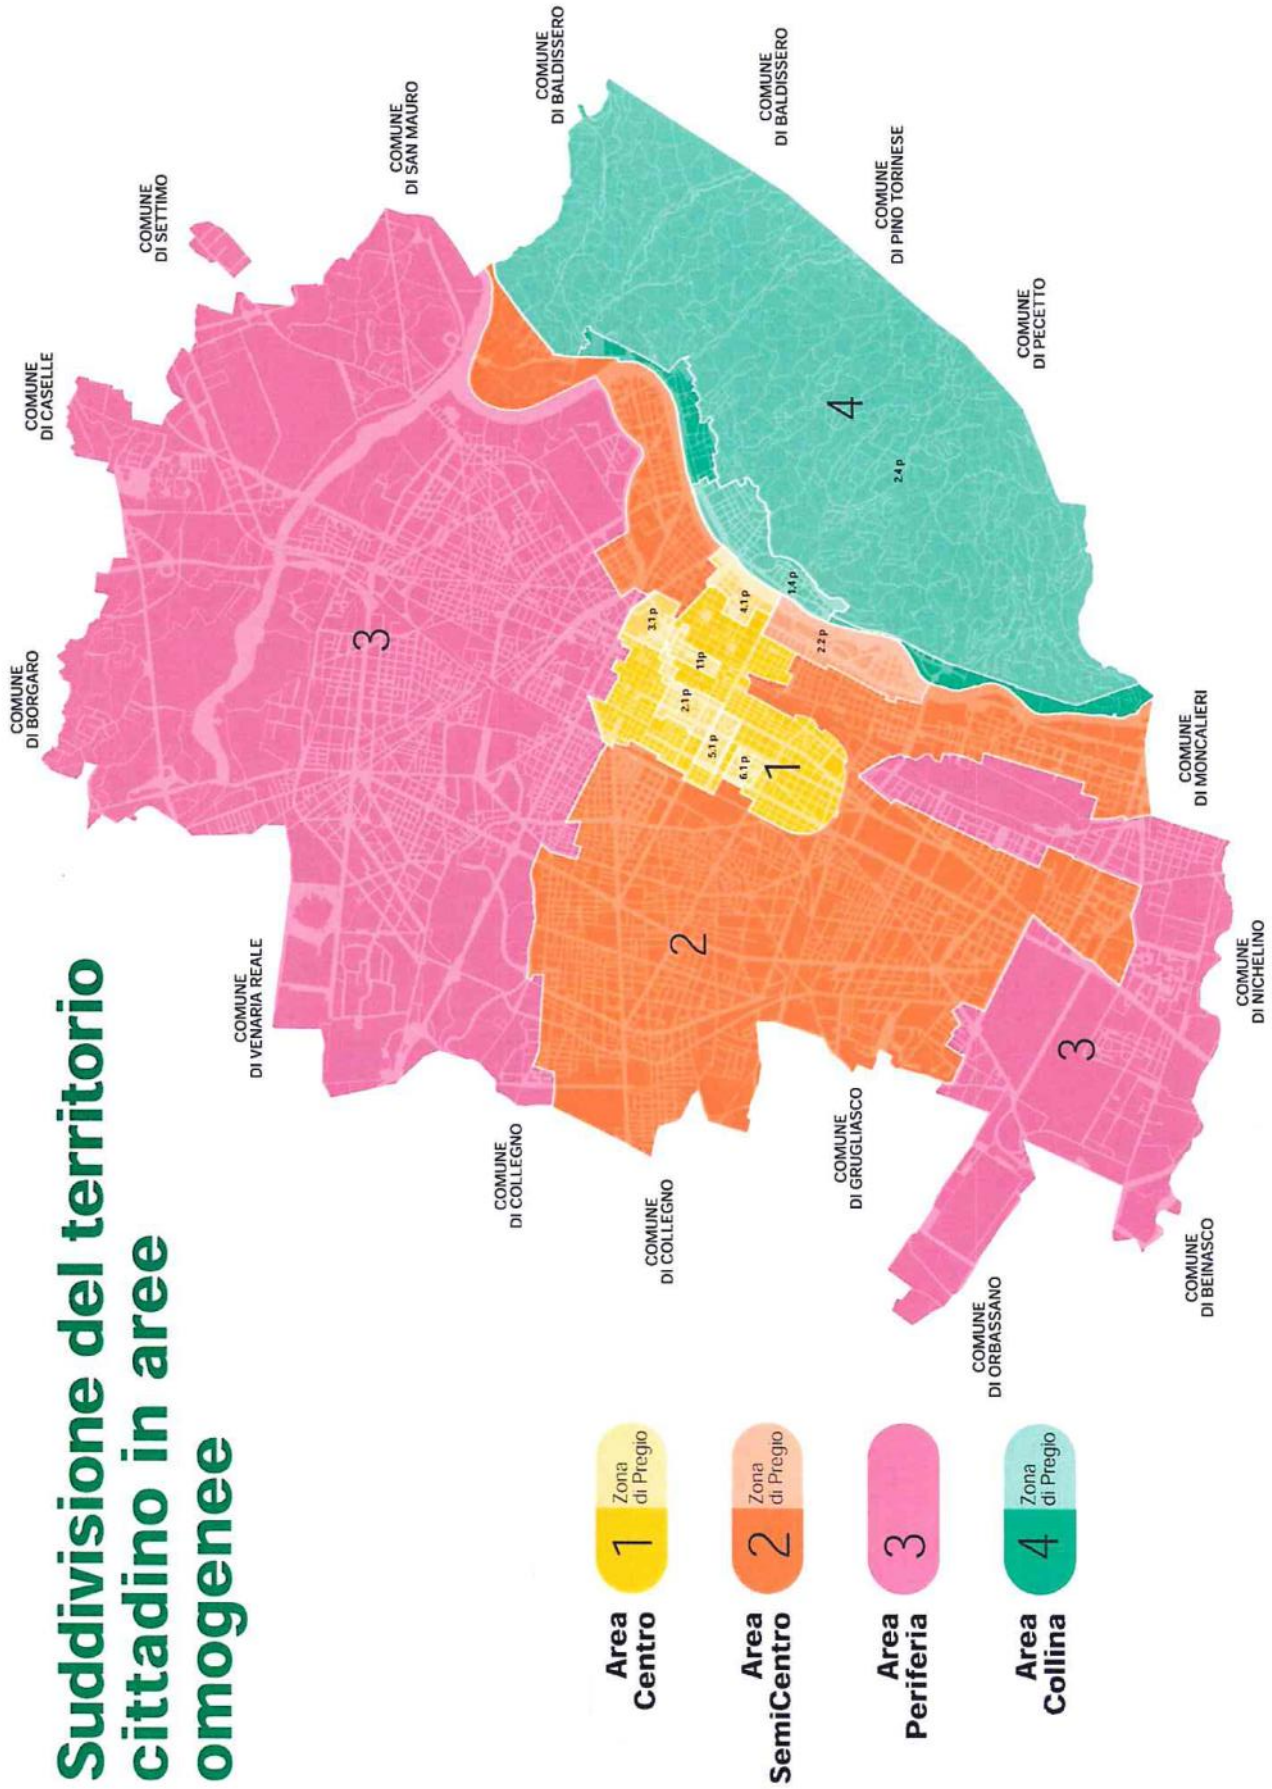 Suddivisione del territorio
cittadino in aree
omogenee
Area
Centro
1
Zona
di Pregio
Area
SemiCentro
2
Zona
di Pregio
Area
Periferia
3
Area
Collina
4
Zona
di Pregio
COMUNE
DI BORGARO
COMUNE
DI CASELLE
COMUNE
DI SETTIMO
COMUNE
DI SAN MAURO
COMUNE
DI BALDISSERO
COMUNE
DI BALDISSERO
COMUNE
DI PINO TORINESE
COMUNE
DI PECETTO
COMUNE
DI MONCALIERI
COMUNE
DI NICHELINO
COMUNE
DI BEINASCO
COMUNE
DI ORBASSANO
COMUNE
DI GRUGLIASCO
COMUNE
DI COLLEGNO
COMUNE
DI COLLEGNO
COMUNE
DI VENARIA REALE
3
3.1 p
4.1 p
1.1p
2.1 p
5.1 p
6.1 p
1
1.4 p
2.2 p
2
4
2.4 p
3